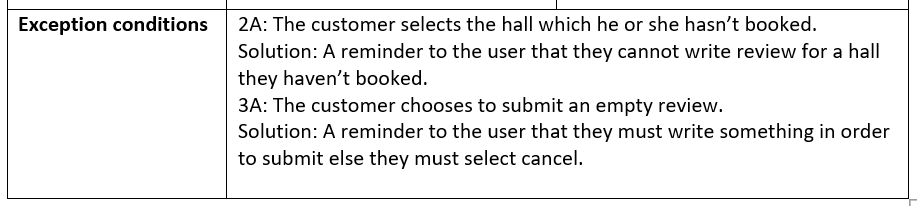 Exception conditions
2A: The customer selects the hall which he or she hasn’t booked.
Solution: A reminder to the user that they cannot write review for a hall
they haven’t booked.
3A: The customer chooses to submit an empty review.
Solution: A reminder to the user that they must write something in order
to submit else they must select cancel.